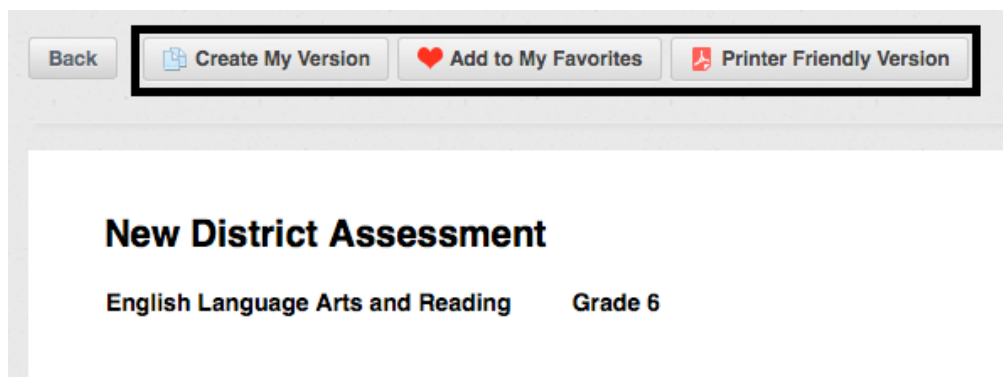 Back Create My Version Add to My Favorites Printer Friendly Version
New District Assessment
English Language Arts and Reading Grade 6